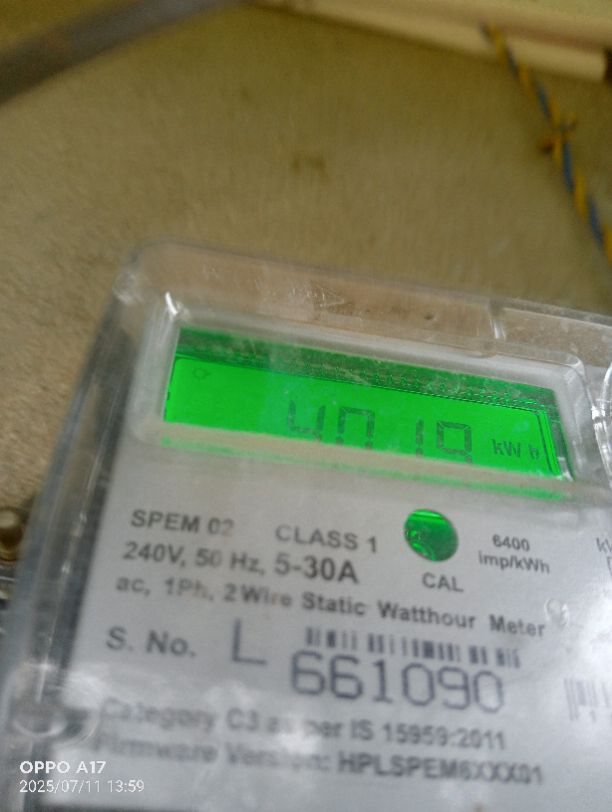 4019 kWh
SPEM 02 CLASS 1
6400 imp/kWh
240V, 50 Hz, 5-30A
CAL
ac, 1Ph, 2Wire Static Watthour Meter
S. No. L 661090
Category C3 as per IS 15959:2011
Firmware Version: HPLSPEM6XXX01
OPPO A17
2025/07/11 13:59